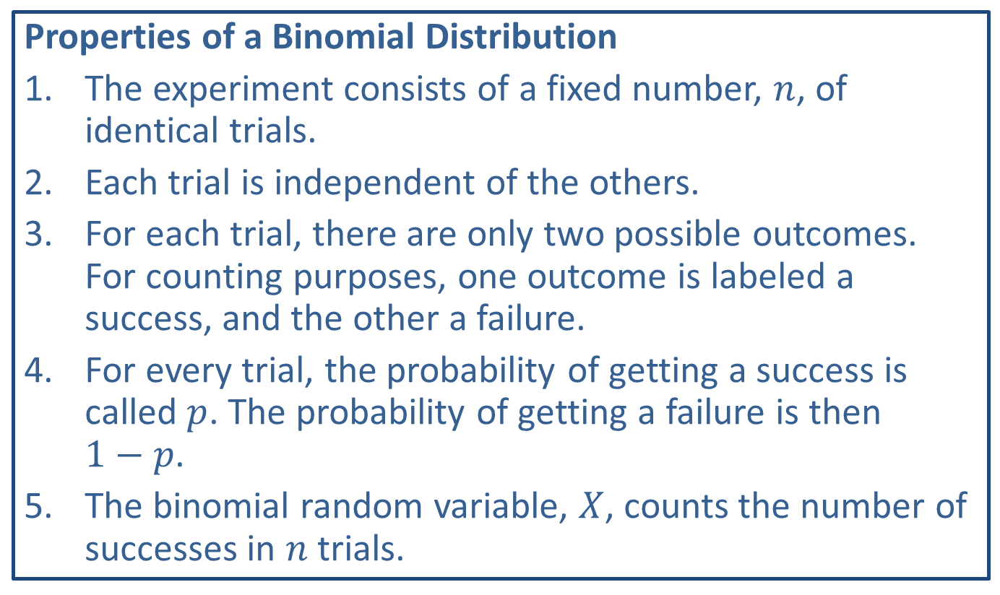 Properties of a Binomial Distribution
1. The experiment consists of a fixed number, n, of
identical trials.
2. Each trial is independent of the others.
3. For each trial, there are only two possible outcomes.
For counting purposes, one outcome is labeled a
success, and the other a failure.
4. For every trial, the probability of getting a success is
called p. The probability of getting a failure is then
1 − p.
5. The binomial random variable, X, counts the number of
successes in n trials.